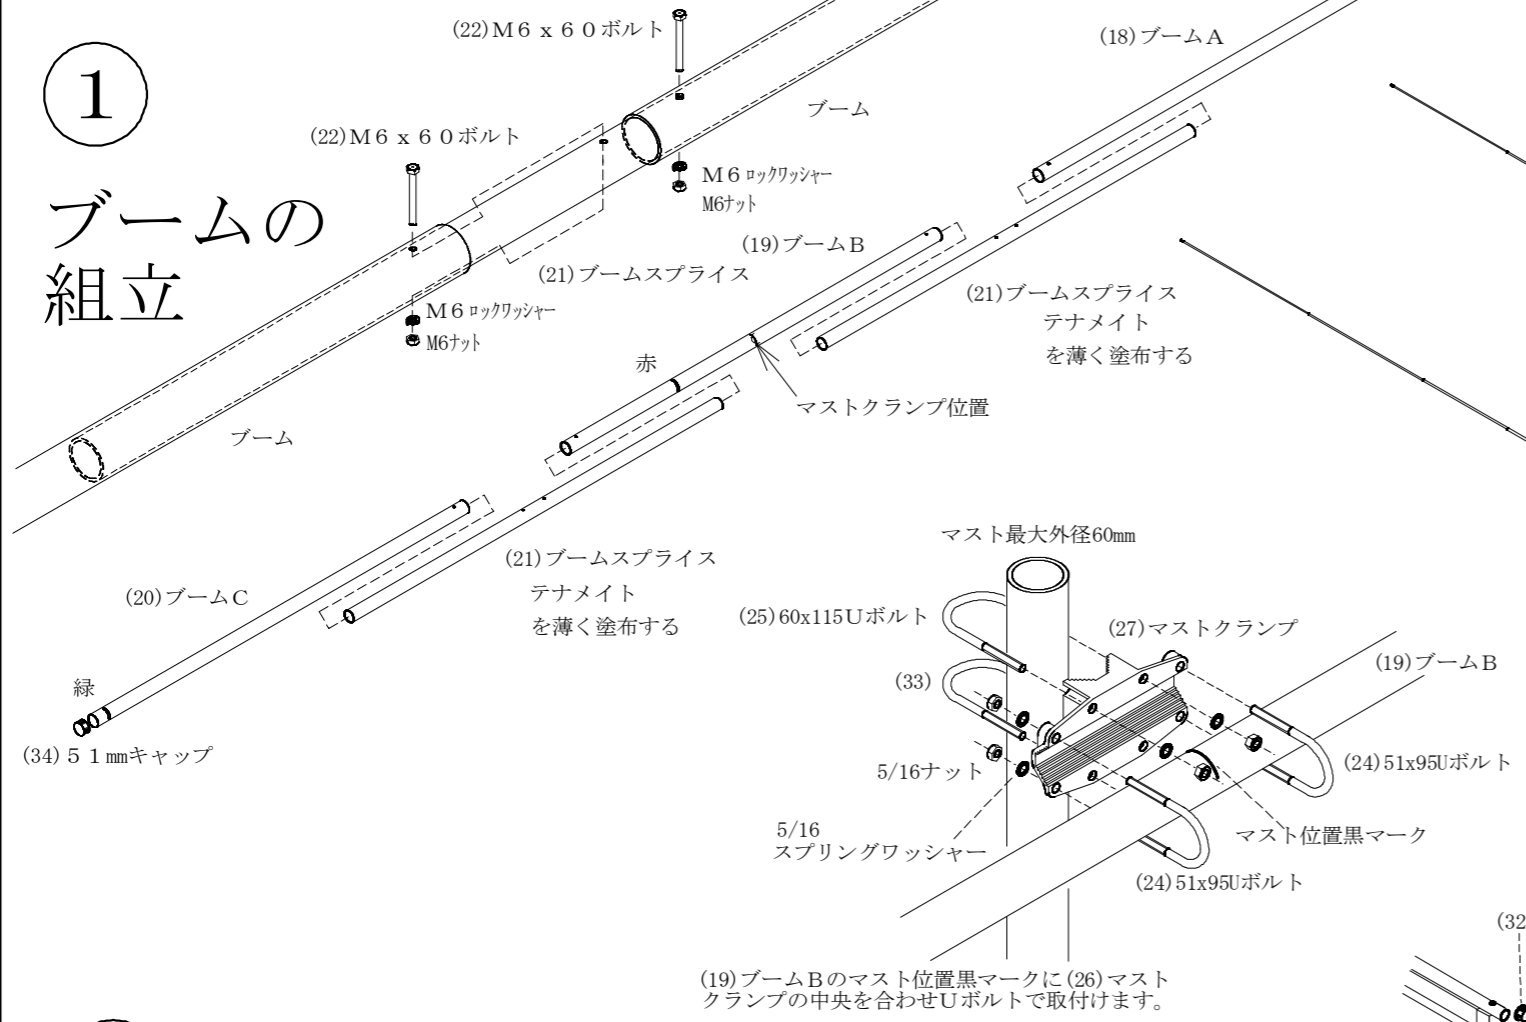 1
ブームの
組立
(22)M6 x 60ボルト
(22)M6 x 60ボルト
ブーム
(18)ブームA
M6ロックワッシャー
M6ナット
(19)ブームB
(21)ブームスプライス
M6ロックワッシャー
M6ナット
(21)ブームスプライス
テナメイト
を薄く塗布する
赤
マストクランプ位置
ブーム
(21)ブームスプライス
テナメイト
を薄く塗布する
(20)ブームC
緑
(34)51mmキャップ
マスト最大外径60mm
(25)60x115Uボルト
(27)マストクランプ
(19)ブームB
(33)
5/16ナット
(24)51x95Uボルト
5/16
スプリングワッシャー
マスト位置黒マーク
(24)51x95Uボルト
(19)ブームBのマスト位置黒マークに(26)マスト
クランプの中央を合わせUボルトで取付けます。
(32